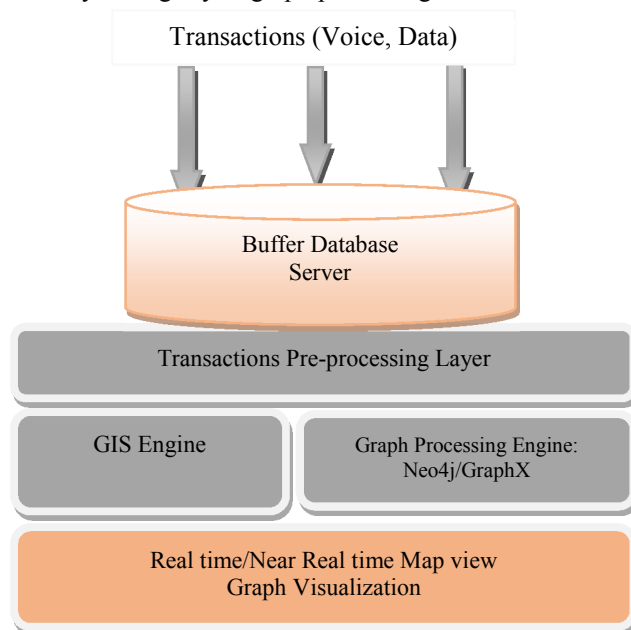 Transactions (Voice, Data)
Buffer Database
Server
Transactions Pre-processing Layer
GIS Engine
Graph Processing Engine:
Neo4j/GraphX
Real time/Near Real time Map view
Graph Visualization